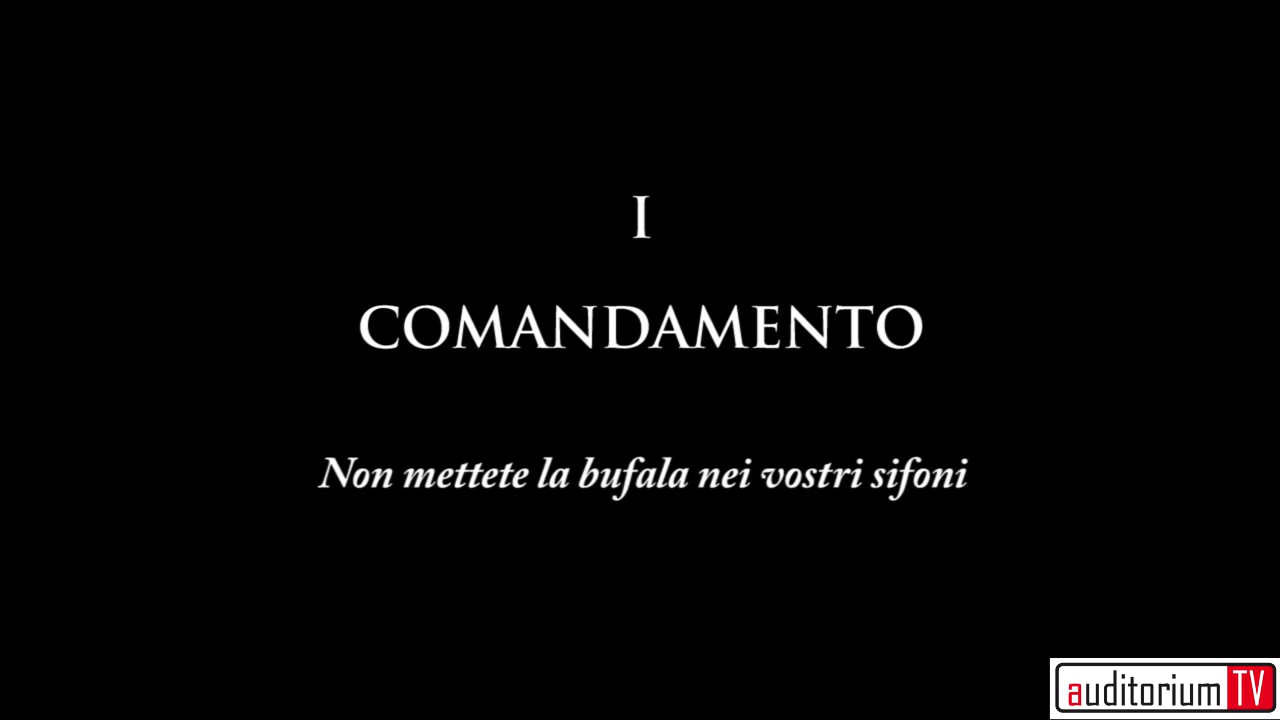 I
COMANDAMENTO
Non mettete la bufala nei vostri sifoni
auditorium TV